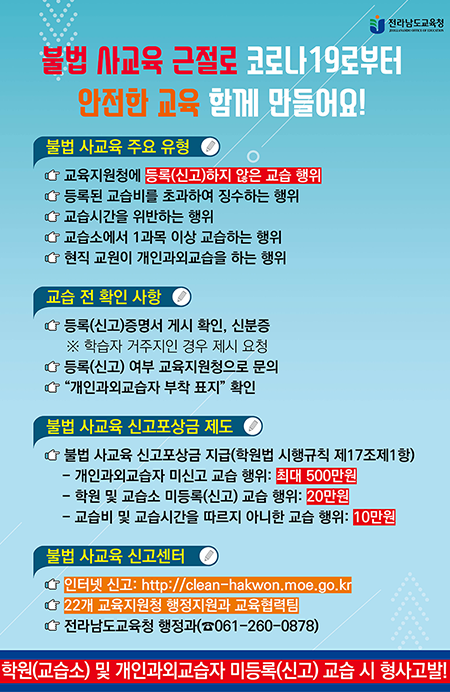 전라남도교육청
JEOLLANAMDO OFFICE OF EDUCATION
불법 사교육 근절로 코로나19로부터
안전한 교육 함께 만들어요!
불법 사교육 주요 유형
☞ 교육지원청에 등록(신고)하지 않은 교습 행위
☞ 등록된 교습비를 초과하여 징수하는 행위
☞ 교습시간을 위반하는 행위
☞ 교습소에서 1과목 이상 교습하는 행위
☞ 현직 교원이 개인과외교습을 하는 행위
교습 전 확인 사항
☞ 등록(신고)증명서 게시 확인, 신분증
※ 학습자 거주지인 경우 제시 요청
☞ 등록(신고) 여부 교육지원청으로 문의
☞ “개인과외교습자 부착 표지” 확인
불법 사교육 신고포상금 제도
☞ 불법 사교육 신고포상금 지급(학원법 시행규칙 제17조제1항)
– 개인과외교습자 미신고 교습 행위: 최대 500만원
– 학원 및 교습소 미등록(신고) 교습 행위: 20만원
– 교습비 및 교습시간을 따르지 아니한 교습 행위: 10만원
불법 사교육 신고센터
☞ 인터넷 신고: http://clean-hakwon.moe.go.kr
☞ 22개 교육지원청 행정지원과 교육협력팀
☞ 전라남도교육청 행정과(☎061-260-0878)
학원(교습소) 및 개인과외교습자 미등록(신고) 교습 시 형사고발!